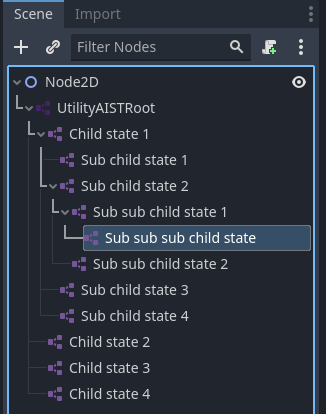 Scene Import
Filter Nodes
Node2D
UtilityAISTRoot
Child state 1
Sub child state 1
Sub child state 2
Sub sub child state 1
Sub sub sub child state
Sub sub child state 2
Sub child state 3
Sub child state 4
Child state 2
Child state 3
Child state 4